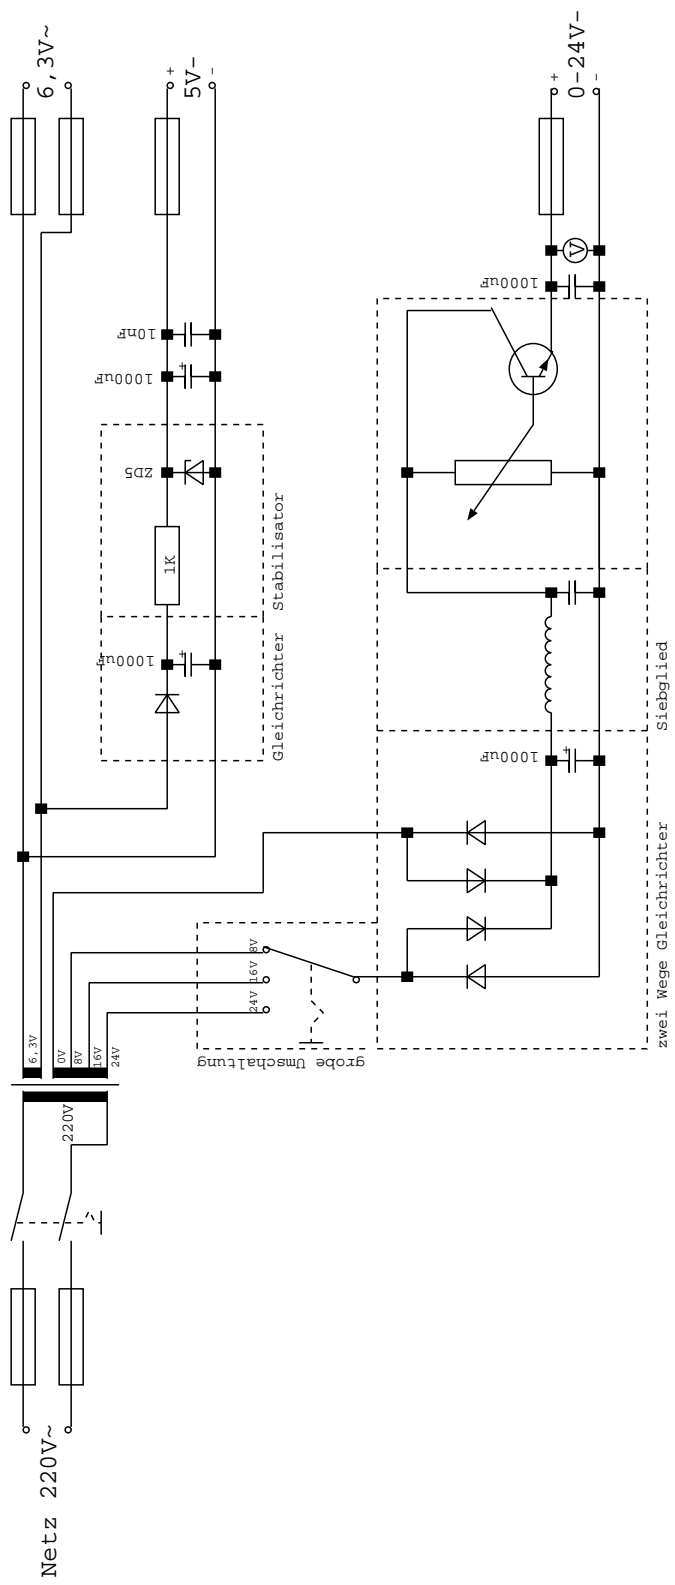 6,3V~
+
5V-
-
+
0-24V-
-
V
1000uF
10nF
1000uF
+
ZD5
Stabilisator
1K
1000uF
+
Gleichrichter
Siebglied
1000uF
+
zwei Wege Gleichrichter
8V
16V
24V
grobe Umschaltung
6,3V
0V
8V
16V
24V
220V
Netz 220V~